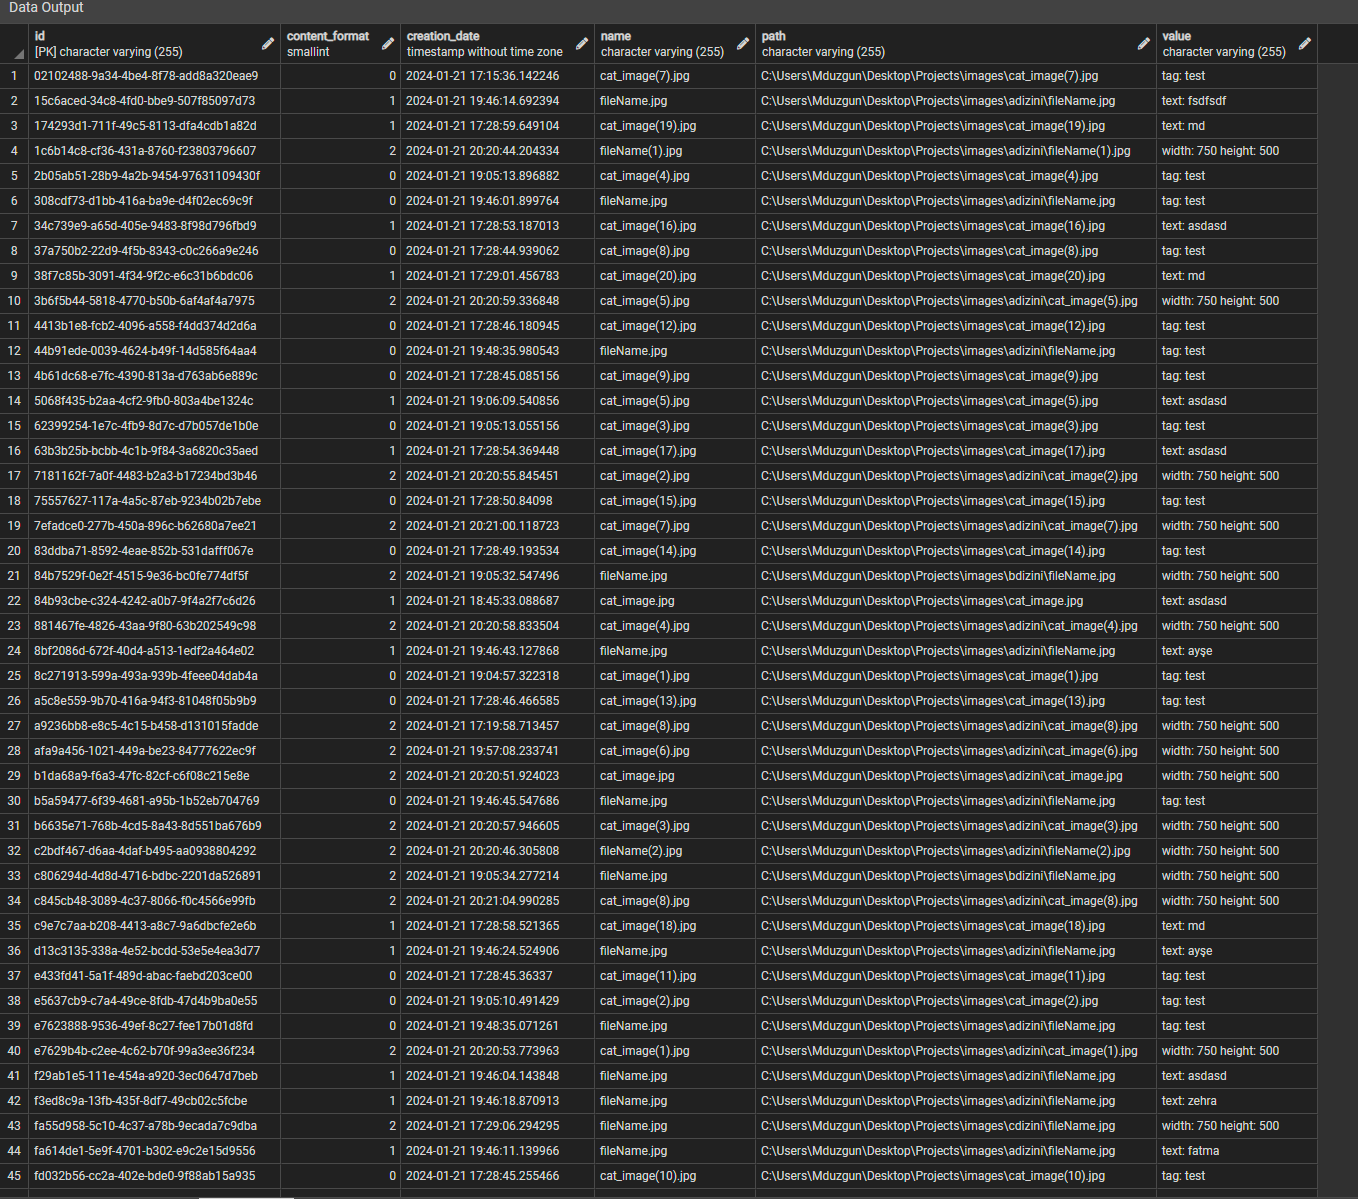 Data Output
id content_format creation_date name path value
[PK] character varying (255) smallint timestamp without time zone character varying (255) character varying (255) character varying (255)
1 02102488-9a34-4be4-8f78-add8a320eae9 0 2024-01-21 17:15:36.142246 cat_image(7).jpg C:\Users\Mduzgun\Desktop\Projects\images\cat_image(7).jpg tag: test
2 15c6aced-34c8-4fd0-bbe9-507f85097d73 1 2024-01-21 19:46:14.692394 fileName.jpg C:\Users\Mduzgun\Desktop\Projects\images\adizini\fileName.jpg text: fsdfsdf
3 174293d1-711f-49c5-8113-dfa4cdb1a82d 1 2024-01-21 17:28:59.649104 cat_image(19).jpg C:\Users\Mduzgun\Desktop\Projects\images\cat_image(19).jpg text: md
4 1c6b14c8-cf36-431a-8760-f23803796607 2 2024-01-21 20:20:44.204334 fileName(1).jpg C:\Users\Mduzgun\Desktop\Projects\images\adizini\fileName(1).jpg width: 750 height: 500
5 2b05ab51-28b9-4a2b-9454-97631109430f 0 2024-01-21 19:05:13.896882 cat_image(4).jpg C:\Users\Mduzgun\Desktop\Projects\images\cat_image(4).jpg tag: test
6 308cdf73-d1bb-416a-ba9e-d4f02ec69c9f 0 2024-01-21 19:46:01.899764 fileName.jpg C:\Users\Mduzgun\Desktop\Projects\images\adizini\fileName.jpg tag: test
7 34c739e9-a65d-405e-9483-8f98d796fbd9 1 2024-01-21 17:28:53.187013 cat_image(16).jpg C:\Users\Mduzgun\Desktop\Projects\images\cat_image(16).jpg text: asdasd
8 37a750b2-22d9-4f5b-8343-c0c266a9e246 0 2024-01-21 17:28:44.939062 cat_image(8).jpg C:\Users\Mduzgun\Desktop\Projects\images\cat_image(8).jpg tag: test
9 38f7c85b-3091-4f34-9f2c-e6c31b6bdc06 1 2024-01-21 17:29:01.456783 cat_image(20).jpg C:\Users\Mduzgun\Desktop\Projects\images\cat_image(20).jpg text: md
10 3b6f5b44-5818-4770-b50b-6af4af4a7975 2 2024-01-21 20:20:59.336848 cat_image(5).jpg C:\Users\Mduzgun\Desktop\Projects\images\adizini\cat_image(5).jpg width: 750 height: 500
11 4413b1e8-fcb2-4096-a558-f4dd374d2d6a 0 2024-01-21 17:28:46.180945 cat_image(12).jpg C:\Users\Mduzgun\Desktop\Projects\images\cat_image(12).jpg tag: test
12 44b91ede-0039-4624-b49f-14d585f64aa4 0 2024-01-21 19:48:35.980543 fileName.jpg C:\Users\Mduzgun\Desktop\Projects\images\adizini\fileName.jpg tag: test
13 4b61dc68-e7fc-4390-813a-d763ab6e889c 0 2024-01-21 17:28:45.085156 cat_image(9).jpg C:\Users\Mduzgun\Desktop\Projects\images\cat_image(9).jpg tag: test
14 5068f435-b2aa-4cf2-9fb0-803a4be1324c 1 2024-01-21 19:06:09.540856 cat_image(5).jpg C:\Users\Mduzgun\Desktop\Projects\images\cat_image(5).jpg text: asdasd
15 62399254-1e7c-4fb9-8d7c-d7b057de1b0e 0 2024-01-21 19:05:13.055156 cat_image(3).jpg C:\Users\Mduzgun\Desktop\Projects\images\cat_image(3).jpg tag: test
16 63b3b25b-bcbb-4c1b-9f84-3a6820c35aed 1 2024-01-21 17:28:54.369448 cat_image(17).jpg C:\Users\Mduzgun\Desktop\Projects\images\cat_image(17).jpg text: asdasd
17 7181162f-7a0f-4483-b2a3-b17234bd3b46 2 2024-01-21 20:20:55.845451 cat_image(2).jpg C:\Users\Mduzgun\Desktop\Projects\images\adizini\cat_image(2).jpg width: 750 height: 500
18 75557627-117a-4a5c-87eb-9234b02b7ebe 0 2024-01-21 17:28:50.84098 cat_image(15).jpg C:\Users\Mduzgun\Desktop\Projects\images\cat_image(15).jpg tag: test
19 7efadce0-277b-450a-896c-b62680a7ee21 2 2024-01-21 20:21:00.118723 cat_image(7).jpg C:\Users\Mduzgun\Desktop\Projects\images\adizini\cat_image(7).jpg width: 750 height: 500
20 83ddba71-8592-4eae-852b-531dafff067e 0 2024-01-21 17:28:49.193534 cat_image(14).jpg C:\Users\Mduzgun\Desktop\Projects\images\cat_image(14).jpg tag: test
21 84b7529f-0e2f-4515-9e36-bc0fe774df5f 2 2024-01-21 19:05:32.547496 fileName.jpg C:\Users\Mduzgun\Desktop\Projects\images\bdizini\fileName.jpg width: 750 height: 500
22 84b93cbe-c324-4242-a0b7-9f4a2f7c6d26 1 2024-01-21 18:45:33.088687 cat_image.jpg C:\Users\Mduzgun\Desktop\Projects\images\cat_image.jpg text: asdasd
23 881467fe-4826-43aa-9f80-63b202549c98 2 2024-01-21 20:20:58.833504 cat_image(4).jpg C:\Users\Mduzgun\Desktop\Projects\images\adizini\cat_image(4).jpg width: 750 height: 500
24 8bf2086d-672f-40d4-a513-1edf2a464e02 1 2024-01-21 19:46:43.127868 fileName.jpg C:\Users\Mduzgun\Desktop\Projects\images\adizini\fileName.jpg text: ayşe
25 8c271913-599a-493a-939b-4feee04dab4a 0 2024-01-21 19:04:57.322318 cat_image(1).jpg C:\Users\Mduzgun\Desktop\Projects\images\cat_image(1).jpg tag: test
26 a5c8e559-9b70-416a-94f3-81048f05b9b9 0 2024-01-21 17:28:46.466585 cat_image(13).jpg C:\Users\Mduzgun\Desktop\Projects\images\cat_image(13).jpg tag: test
27 a9236bb8-e8c5-4c15-b458-d131015fadde 2 2024-01-21 17:19:58.713457 cat_image(8).jpg C:\Users\Mduzgun\Desktop\Projects\images\adizini\cat_image(8).jpg width: 750 height: 500
28 afa9a456-1021-449a-be23-84777622ec9f 2 2024-01-21 19:57:08.233741 cat_image(6).jpg C:\Users\Mduzgun\Desktop\Projects\images\adizini\cat_image(6).jpg width: 750 height: 500
29 b1da68a9-f6a3-47fc-82cf-c6f08c215e8e 2 2024-01-21 20:20:51.924023 cat_image.jpg C:\Users\Mduzgun\Desktop\Projects\images\adizini\cat_image.jpg width: 750 height: 500
30 b5a59477-6f39-4681-a95b-1b52eb704769 0 2024-01-21 19:46:45.547686 fileName.jpg C:\Users\Mduzgun\Desktop\Projects\images\adizini\fileName.jpg tag: test
31 b6635e71-768b-4cd5-8a43-8d551ba676b9 2 2024-01-21 20:20:57.946605 cat_image(3).jpg C:\Users\Mduzgun\Desktop\Projects\images\adizini\cat_image(3).jpg width: 750 height: 500
32 c2bdf467-d6aa-4daf-b495-aa0938804292 2 2024-01-21 20:20:46.305808 fileName(2).jpg C:\Users\Mduzgun\Desktop\Projects\images\adizini\fileName(2).jpg width: 750 height: 500
33 c806294d-4d8d-4716-bdbc-2201da526891 2 2024-01-21 19:05:34.277214 fileName.jpg C:\Users\Mduzgun\Desktop\Projects\images\bdizini\fileName.jpg width: 750 height: 500
34 c845cb48-3089-4c37-8066-f0c4566e99fb 2 2024-01-21 20:21:04.990285 cat_image(8).jpg C:\Users\Mduzgun\Desktop\Projects\images\adizini\cat_image(8).jpg width: 750 height: 500
35 c9e7c7aa-b208-4413-a8c7-9a6dbcfe2e6b 1 2024-01-21 17:28:58.521365 cat_image(18).jpg C:\Users\Mduzgun\Desktop\Projects\images\cat_image(18).jpg text: md
36 d13c3135-338a-4e52-bcdd-53e5e4ea3d77 1 2024-01-21 19:46:24.524906 fileName.jpg C:\Users\Mduzgun\Desktop\Projects\images\adizini\fileName.jpg text: ayşe
37 e433fd41-5a1f-489d-abac-faebd203ce00 0 2024-01-21 17:28:45.36337 cat_image(11).jpg C:\Users\Mduzgun\Desktop\Projects\images\cat_image(11).jpg tag: test
38 e5637cb9-c7a4-49ce-8fdb-47d4b9ba0e55 0 2024-01-21 19:05:10.491429 cat_image(2).jpg C:\Users\Mduzgun\Desktop\Projects\images\cat_image(2).jpg tag: test
39 e7623888-9536-49ef-8c27-fee17b01d8fd 0 2024-01-21 19:48:35.071261 fileName.jpg C:\Users\Mduzgun\Desktop\Projects\images\adizini\fileName.jpg tag: test
40 e7629b4b-c2ee-4c62-b70f-99a3ee36f234 2 2024-01-21 20:20:53.773963 cat_image(1).jpg C:\Users\Mduzgun\Desktop\Projects\images\adizini\cat_image(1).jpg width: 750 height: 500
41 f29ab1e5-111e-454a-a920-3ec0647d7beb 1 2024-01-21 19:46:04.143848 fileName.jpg C:\Users\Mduzgun\Desktop\Projects\images\adizini\fileName.jpg text: asdasd
42 f3ed8c9a-13fb-435f-8df7-49cb02c5fcbe 1 2024-01-21 19:46:18.870913 fileName.jpg C:\Users\Mduzgun\Desktop\Projects\images\adizini\fileName.jpg text: zehra
43 fa55d958-5c10-4c37-a78b-9ecada7c9dba 2 2024-01-21 17:29:06.294295 fileName.jpg C:\Users\Mduzgun\Desktop\Projects\images\cdizini\fileName.jpg width: 750 height: 500
44 fa614de1-5e9f-4701-b302-e9c2e15d9556 1 2024-01-21 19:46:11.139966 fileName.jpg C:\Users\Mduzgun\Desktop\Projects\images\adizini\fileName.jpg text: fatma
45 fd032b56-cc2a-402e-bde0-9f88ab15a935 0 2024-01-21 17:28:45.255466 cat_image(10).jpg C:\Users\Mduzgun\Desktop\Projects\images\cat_image(10).jpg tag: test